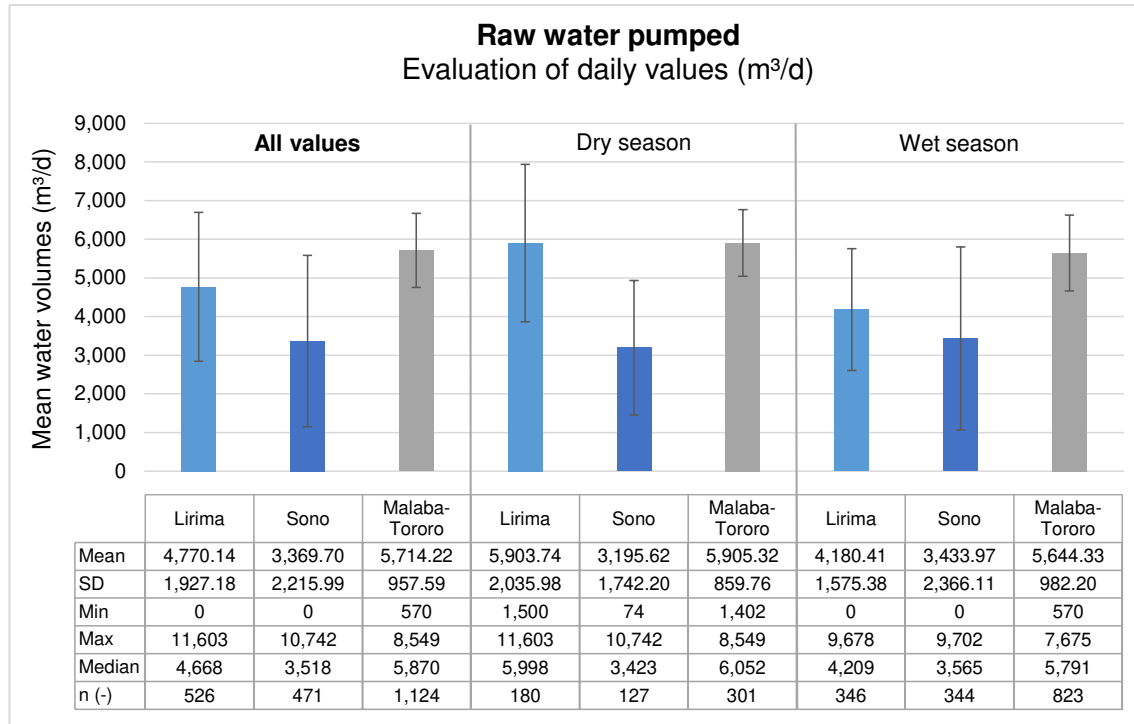 Raw water pumped
Evaluation of daily values (m³/d)
Mean water volumes (m³/d)
9,000
8,000
7,000
6,000
5,000
4,000
3,000
2,000
1,000
0
All values Dry season Wet season
Lirima Sono Malaba-Tororo Lirima Sono Malaba-Tororo Lirima Sono Malaba-Tororo
Mean 4,770.14 3,369.70 5,714.22 5,903.74 3,195.62 5,905.32 4,180.41 3,433.97 5,644.33
SD 1,927.18 2,215.99 957.59 2,035.98 1,742.20 859.76 1,575.38 2,366.11 982.20
Min 0 0 570 1,500 74 1,402 0 0 570
Max 11,603 10,742 8,549 11,603 10,742 8,549 9,678 9,702 7,675
Median 4,668 3,518 5,870 5,998 3,423 6,052 4,209 3,565 5,791
n (-) 526 471 1,124 180 127 301 346 344 823